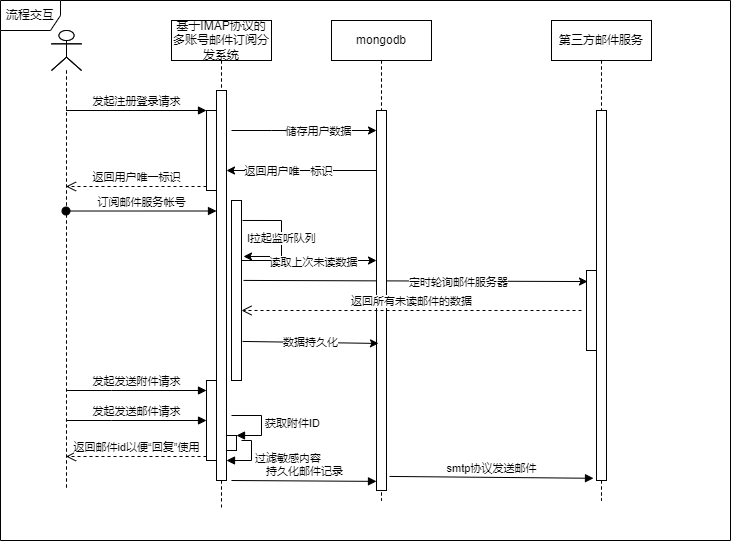 流程交互
基于IMAP协议的
多账号邮件订阅分
发系统
mongodb
第三方邮件服务
发起注册登录请求
储存用户数据
返回用户唯一标识
返回用户唯一标识
订阅邮件服务帐号
I拉起监听队列
读取上次未读数据
定时轮询邮件服务器
返回所有未读邮件的数据
数据持久化
发起发送附件请求
发起发送邮件请求
获取附件ID
返回邮件id以便“回复”使用
过滤敏感内容
持久化邮件记录
smtp协议发送邮件